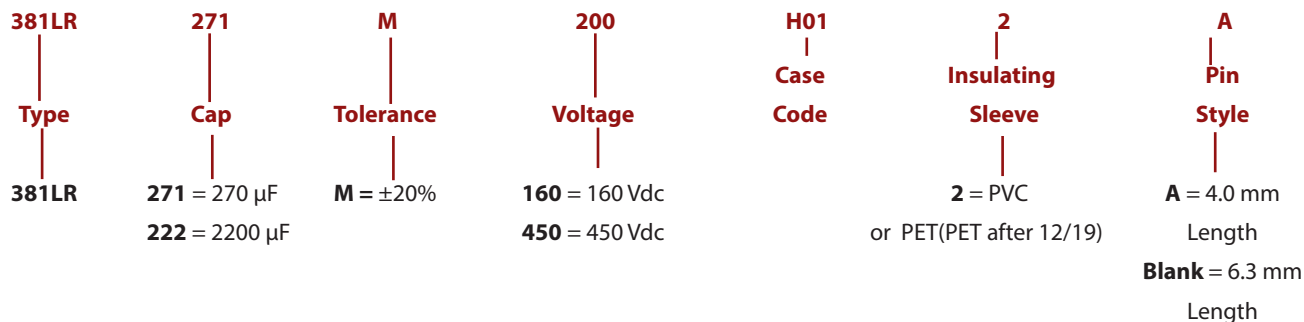 381LR 271 M 200 H01 2 A
Case Insulating Pin
Type Cap Tolerance Voltage Code Sleeve Style
381LR 271 = 270 µF M = ±20% 160 = 160 Vdc 2 = PVC A = 4.0 mm
222 = 2200 µF 450 = 450 Vdc or PET(PET after 12/19) Length
Blank = 6.3 mm
Length